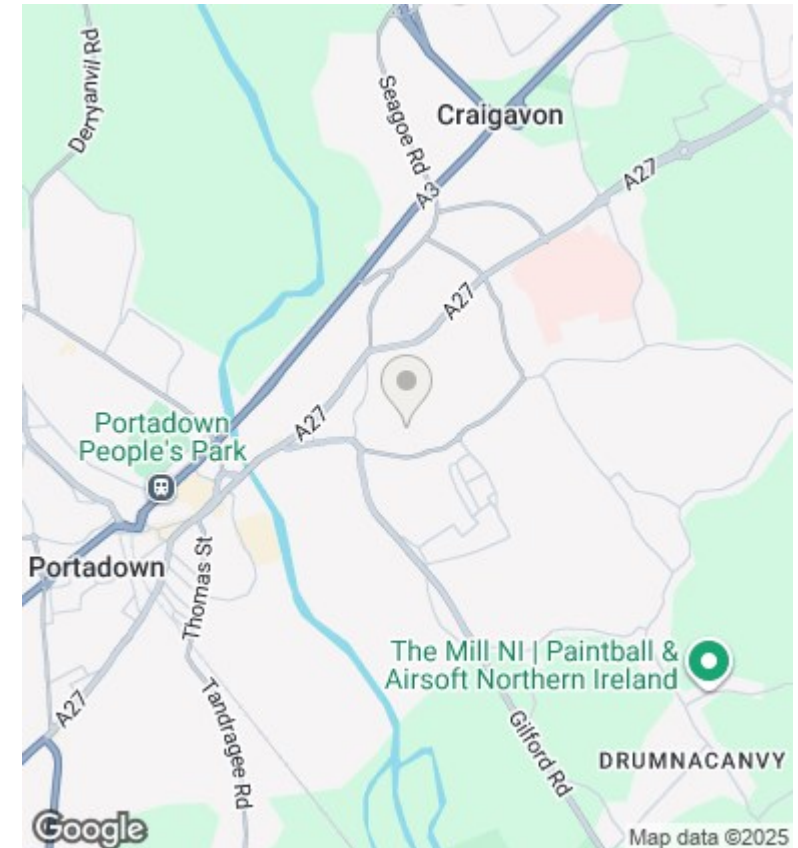 Derryanvil Rd
Seagoe Rd
Craigavon
A3
A27
A27
A27
Portadown
People's Park
Portadown
Thomas St
The Mill NI | Paintball &
Airsoft Northern Ireland
A27
Tandragee Rd
Gilford Rd
DRUMNACANVY
Google
Map data ©2025